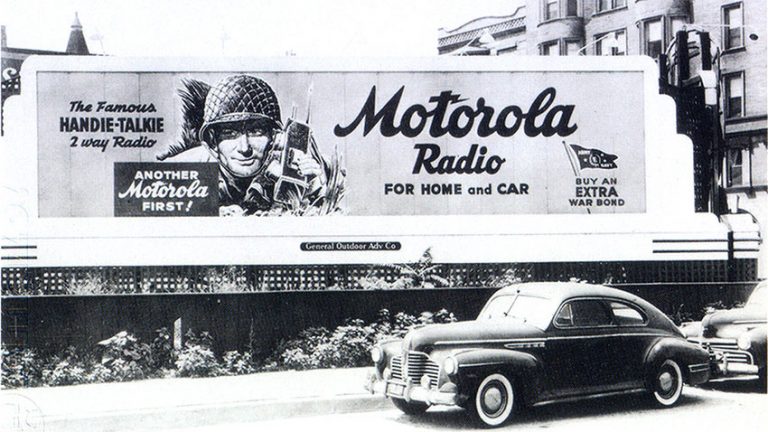 The Famous
HANDIE-TALKIE
2 way Radio
ANOTHER
Motorola
FIRST!
Motorola
Radio
FOR HOME and CAR
BUY AN
EXTRA
WAR BOND
General Outdoor Adv Co